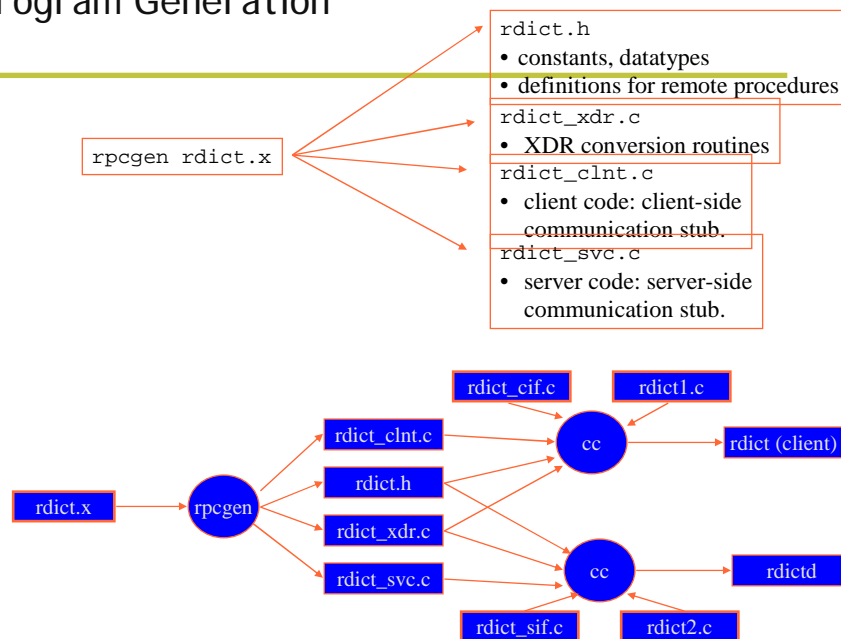 ogram Generation
rdict.h
• constants, datatypes
• definitions for remote procedures
rdict_xdr.c
• XDR conversion routines
rpcgen rdict.x
rdict_clnt.c
• client code: client-side
communication stub.
rdict_svc.c
• server code: server-side
communication stub.
rdict_cif.c
rdict1.c
rdict_clnt.c
cc
rdict (client)
rdict.h
rdict.x
rpcgen
rdict_xdr.c
rdict_svc.c
cc
rdictd
rdict_sif.c
rdict2.c